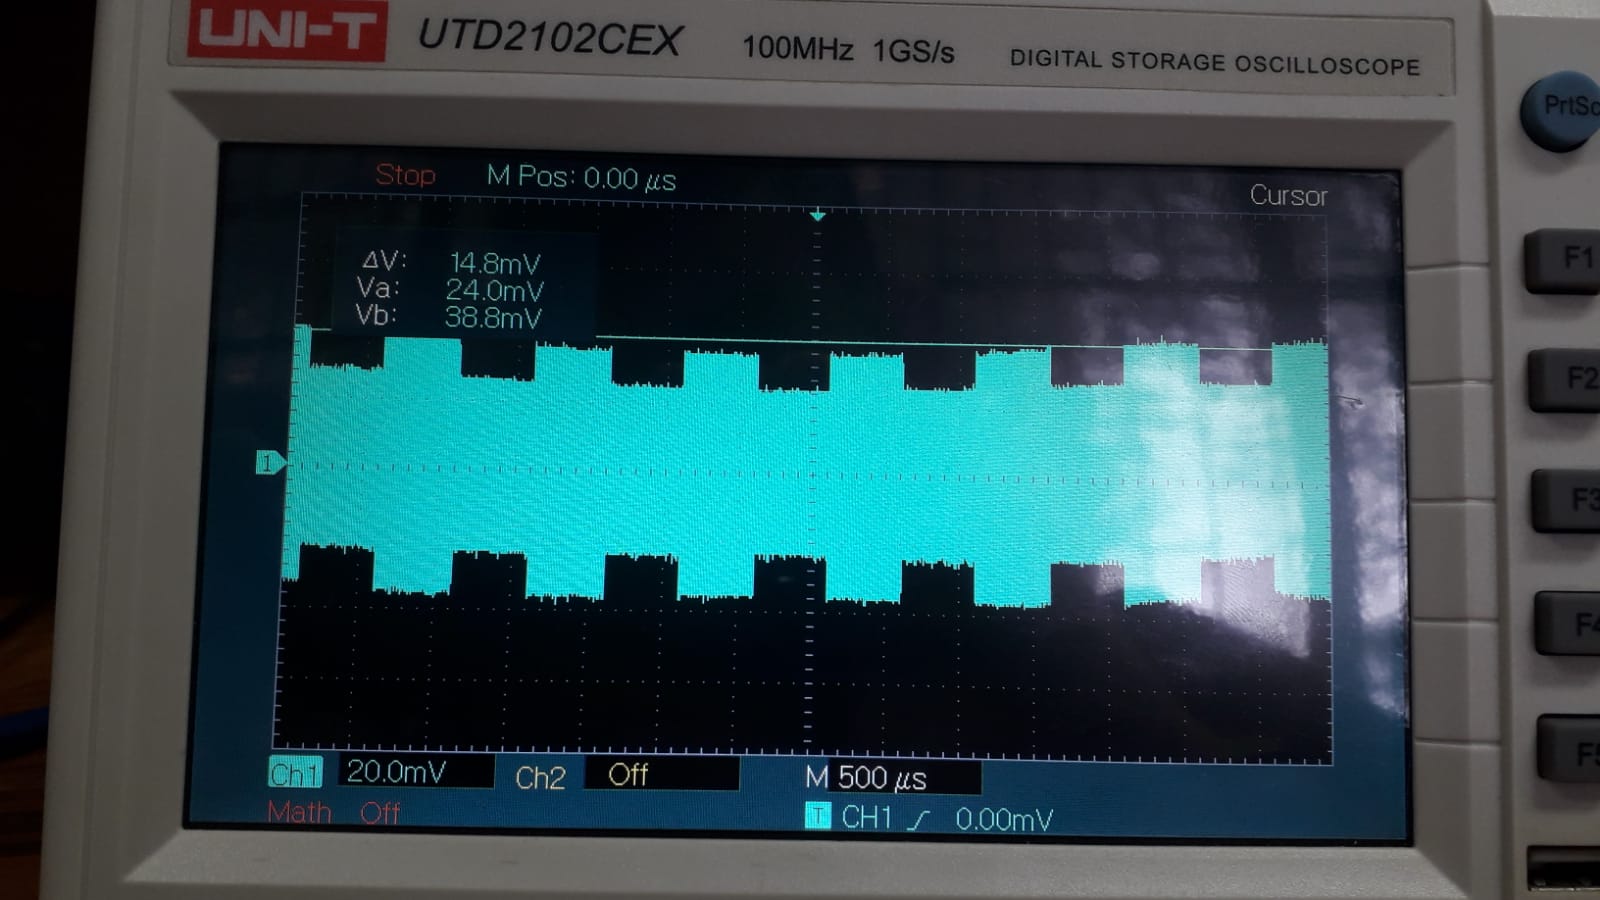 UNI-T UTD2102CEX 100MHz 1GS/s DIGITAL STORAGE OSCILLOSCOPE
PrtSc
Stop M Pos: 0.00 μs Cursor
ΔV: 14.8mV
Va: 24.0mV
Vb: 38.8mV
F1
F2
1
F3
F4
F5
Ch1 20.0mV Ch2 Off M 500 μs
Math Off T CH1 0.00mV